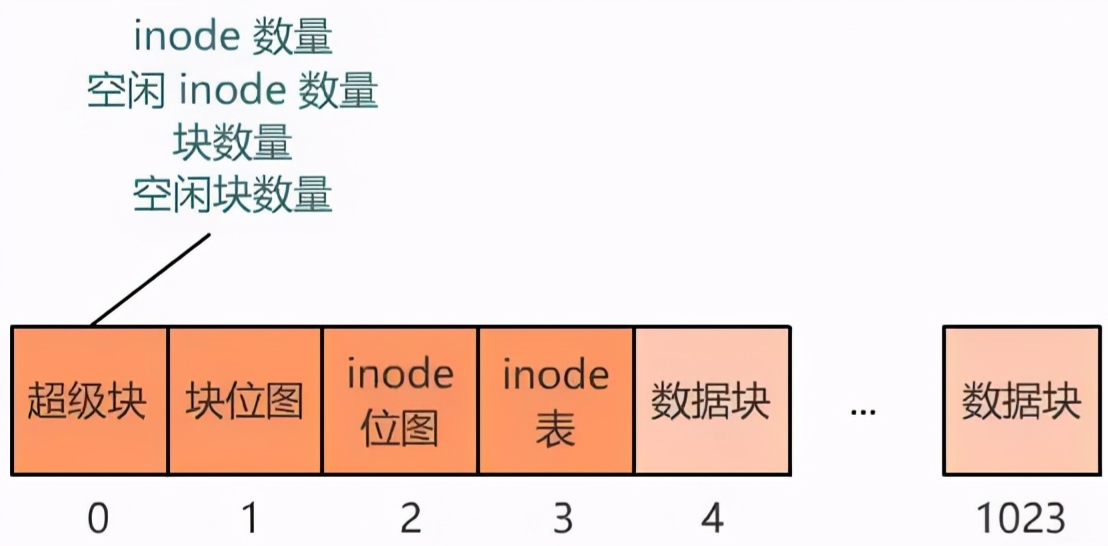 inode 数量
空闲 inode 数量
块数量
空闲块数量
超级块
块位图
inode
位图
inode
表
数据块
...
数据块
0 1 2 3 4 1023